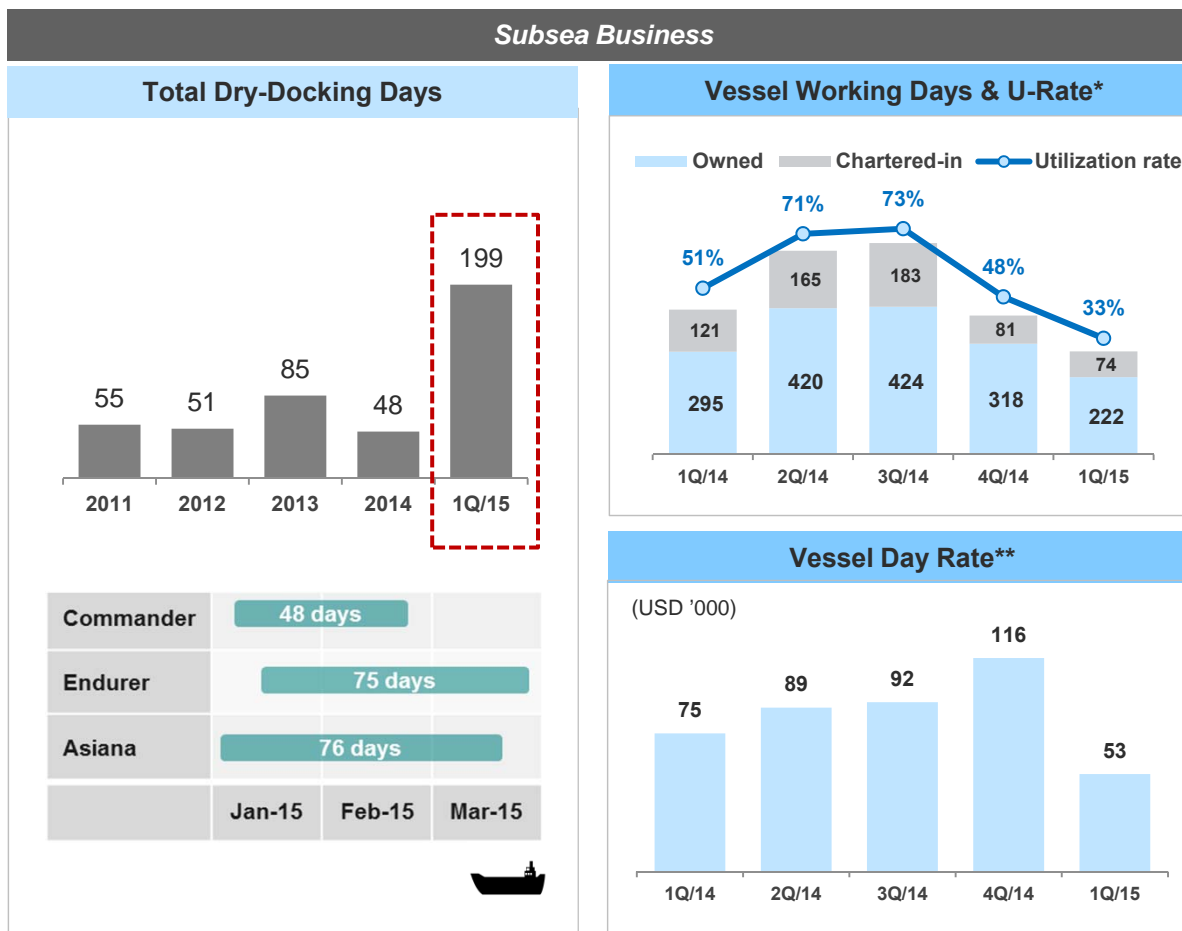 Subsea Business
Total Dry-Docking Days
199
85
55
51
48
2011 2012 2013 2014 1Q/15
Commander 48 days
Endurer 75 days
Asiana 76 days
Jan-15 Feb-15 Mar-15
Vessel Working Days & U-Rate*
Owned Chartered-in Utilization rate
51% 71% 73% 48% 33%
121 165 183 81 74
295 420 424 318 222
1Q/14 2Q/14 3Q/14 4Q/14 1Q/15
Vessel Day Rate**
(USD '000)
75 89 92 116 53
1Q/14 2Q/14 3Q/14 4Q/14 1Q/15